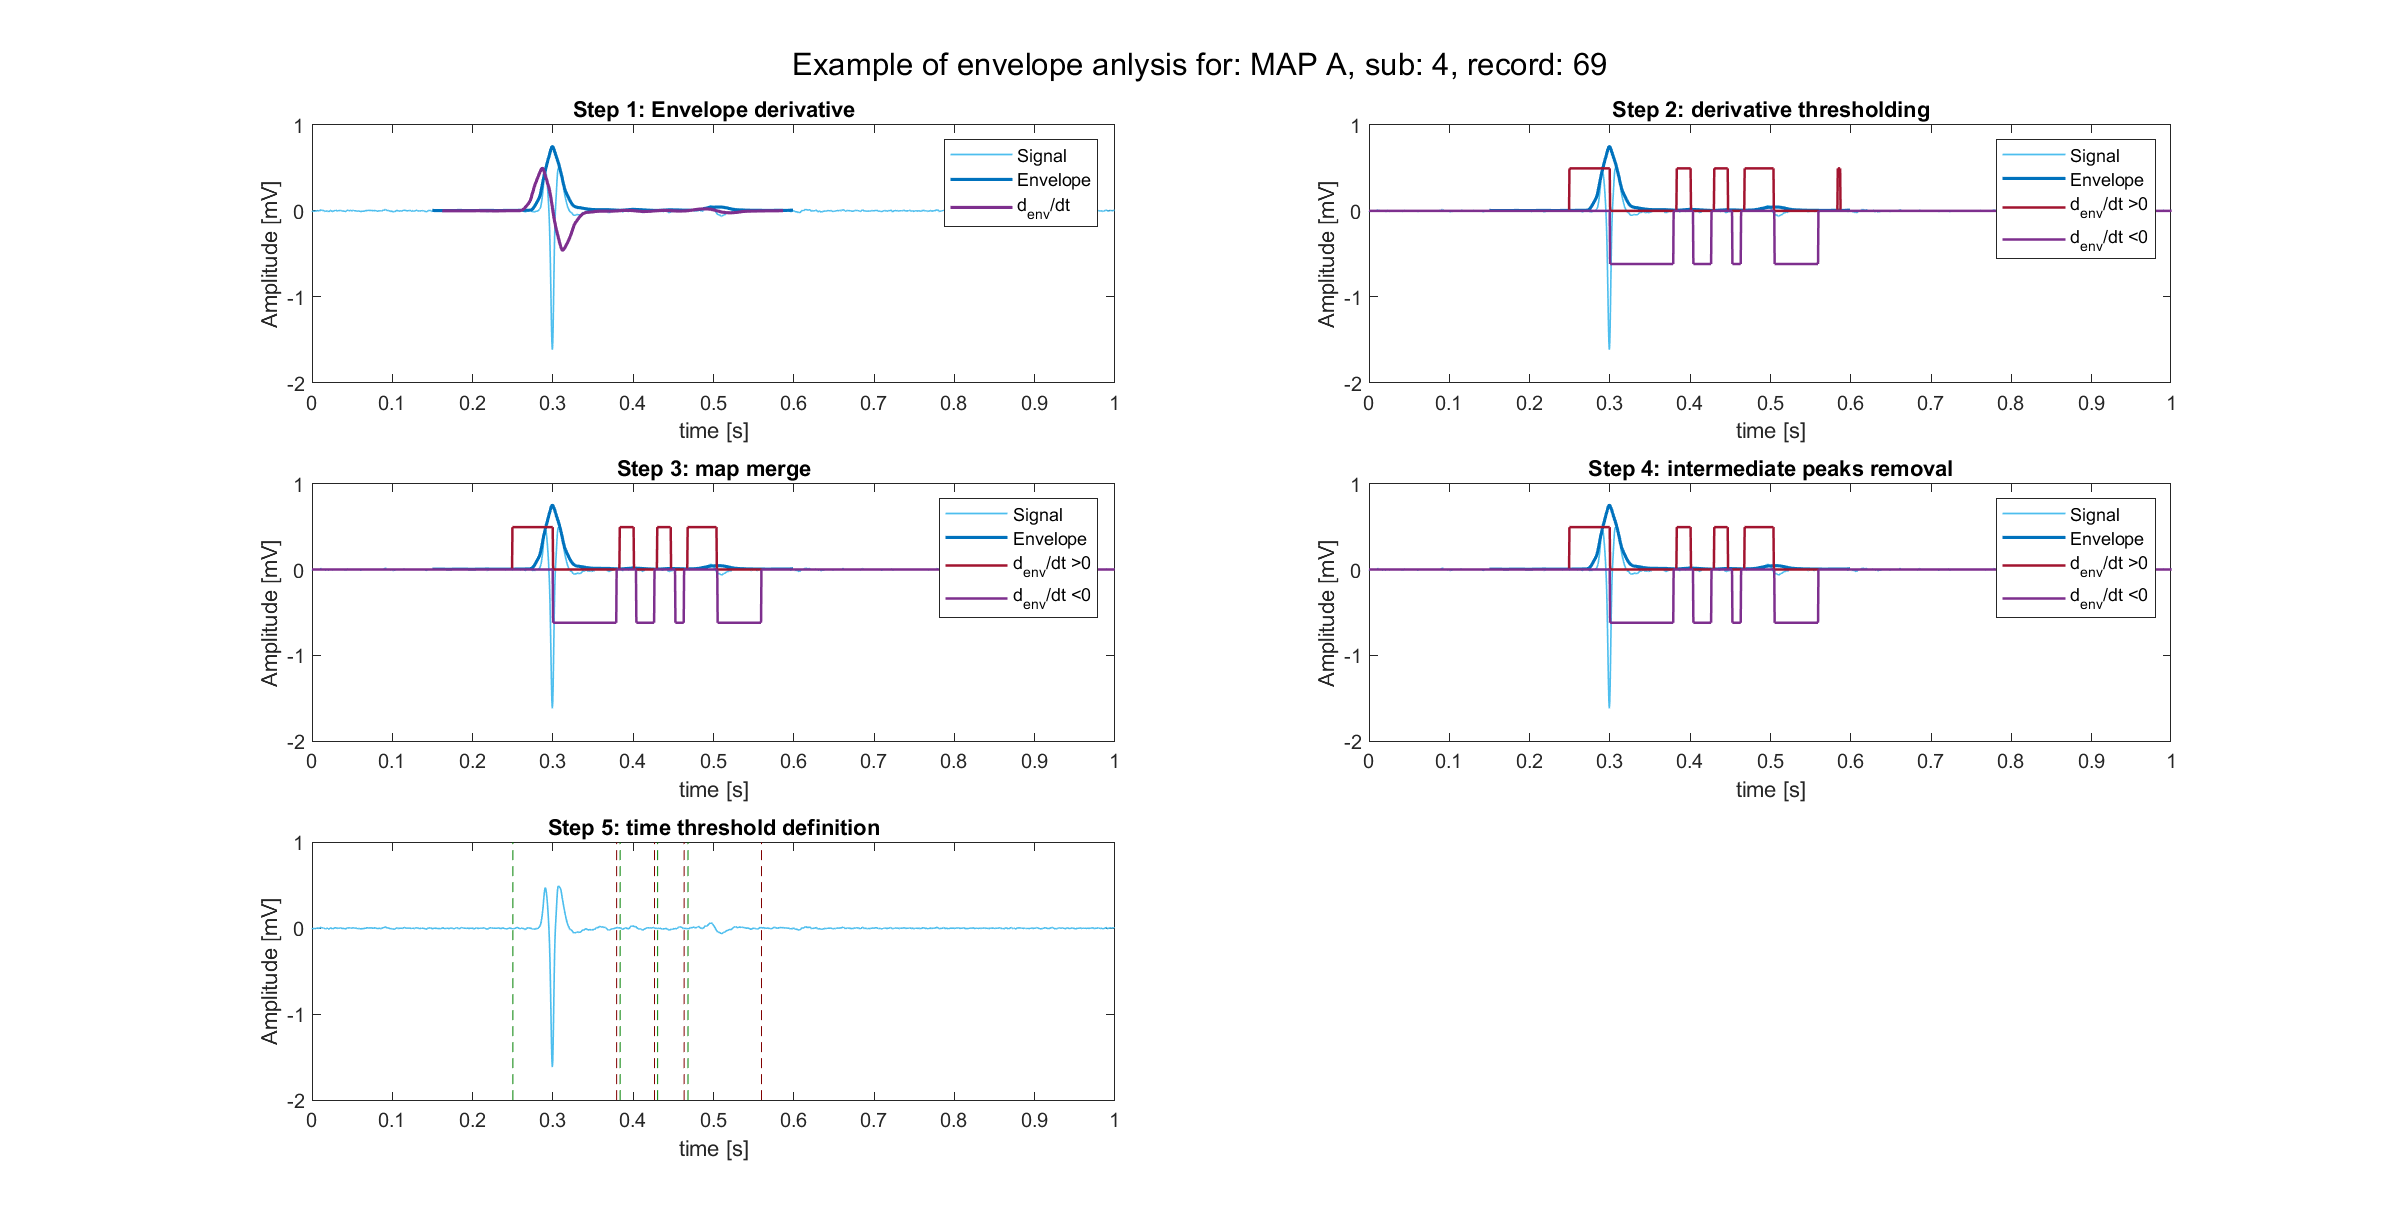 Example of envelope anlysis for: MAP A, sub: 4, record: 69
Step 1: Envelope derivative
Amplitude [mV]
1
0
-1
-2
Signal
Envelope
d_env/dt
0 0.1 0.2 0.3 0.4 0.5 0.6 0.7 0.8 0.9 1
time [s]
Step 2: derivative thresholding
Amplitude [mV]
1
0
-1
-2
Signal
Envelope
d_env/dt >0
d_env/dt <0
0 0.1 0.2 0.3 0.4 0.5 0.6 0.7 0.8 0.9 1
time [s]
Step 3: map merge
Amplitude [mV]
1
0
-1
-2
Signal
Envelope
d_env/dt >0
d_env/dt <0
0 0.1 0.2 0.3 0.4 0.5 0.6 0.7 0.8 0.9 1
time [s]
Step 4: intermediate peaks removal
Amplitude [mV]
1
0
-1
-2
Signal
Envelope
d_env/dt >0
d_env/dt <0
0 0.1 0.2 0.3 0.4 0.5 0.6 0.7 0.8 0.9 1
time [s]
Step 5: time threshold definition
Amplitude [mV]
1
0
-1
-2
0 0.1 0.2 0.3 0.4 0.5 0.6 0.7 0.8 0.9 1
time [s]